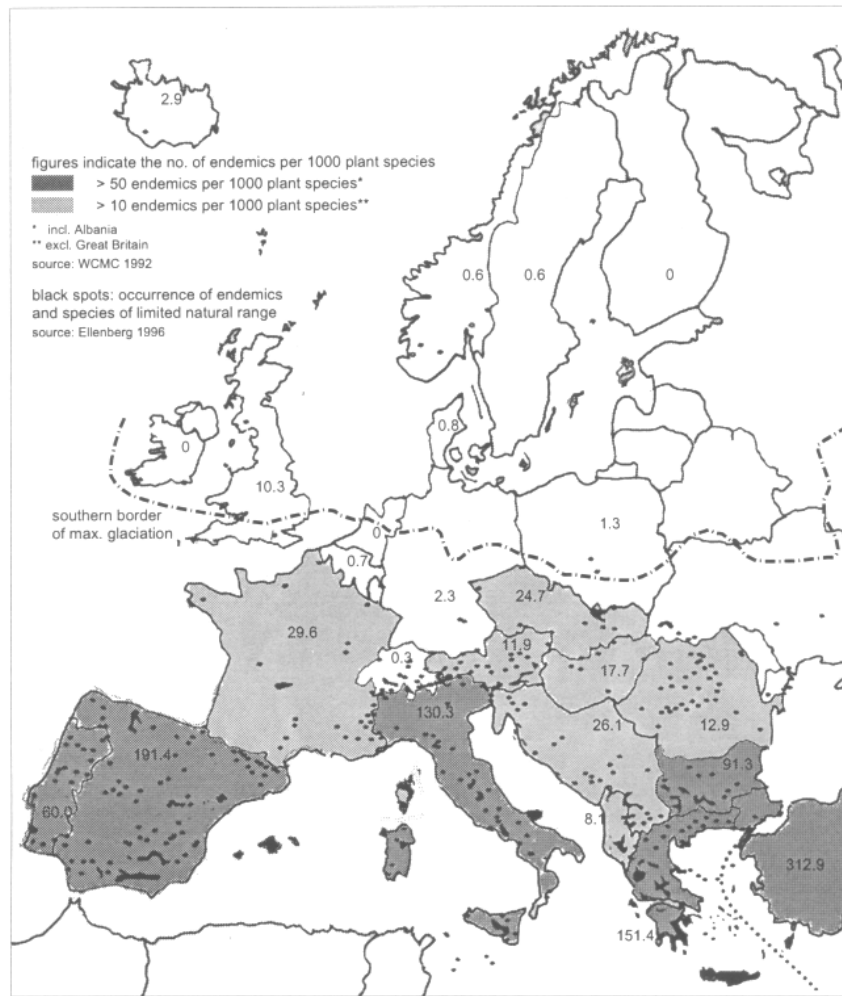 2.9
figures indicate the no. of endemics per 1000 plant species
> 50 endemics per 1000 plant species*
> 10 endemics per 1000 plant species**
* incl. Albania
** excl. Great Britain
source: WCMC 1992
black spots: occurrence of endemics
and species of limited natural range
source: Ellenberg 1996
0.6
0.6
0
0.8
0
10.3
southern border
of max. glaciation
0
1.3
0.7
2.3
24.7
29.6
11.9
0.3
17.7
130.3
26.1
12.9
191.4
91.3
60.0
8.1
312.9
151.4